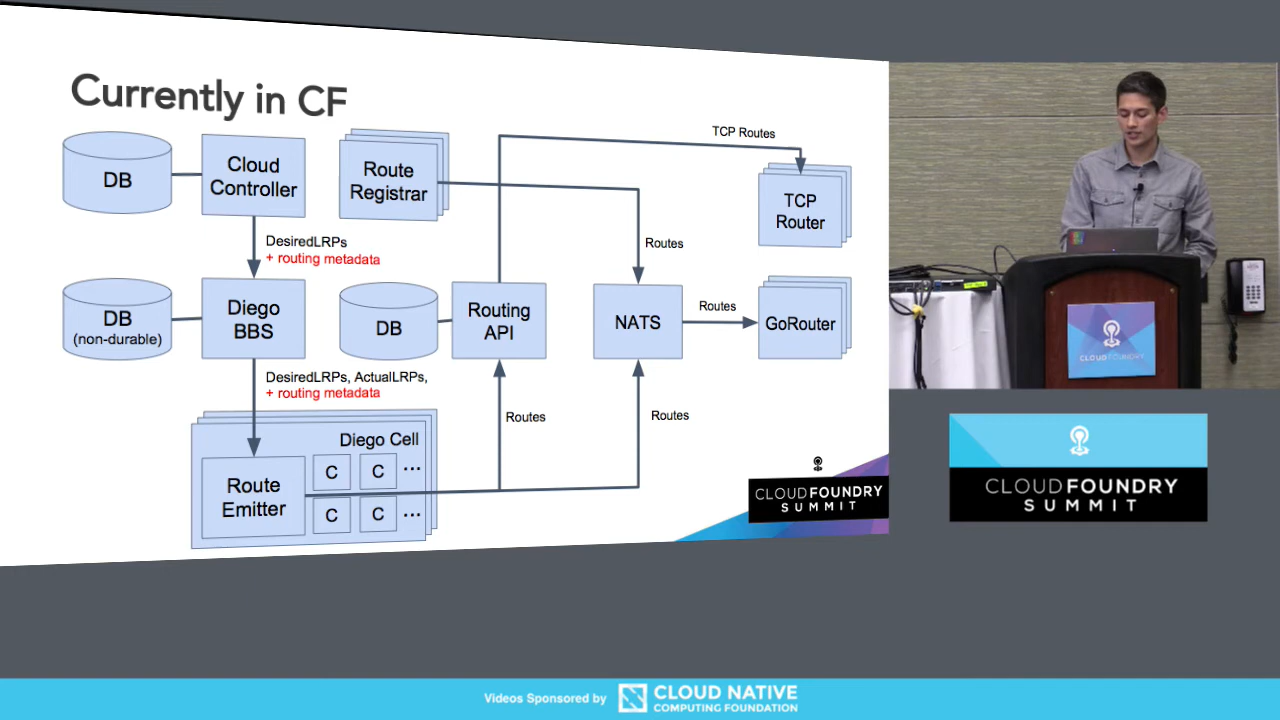 Currently in CF
DB
Cloud
Controller
Route
Registrar
TCP Routes
TCP
Router
DesiredLRPs
+ routing metadata
Routes
DB
(non-durable)
Diego
BBS
DB
Routing
API
NATS
Routes
GoRouter
DesiredLRPs, ActualLRPs,
+ routing metadata
Routes
Routes
Diego Cell
Route
Emitter
C
C
...
C
C
...
CLOUDFOUNDRY
SUMMIT
CLOUDFOUNDRY
CLOUDFOUNDRY
SUMMIT
Videos Sponsored by
CLOUD NATIVE
COMPUTING FOUNDATION